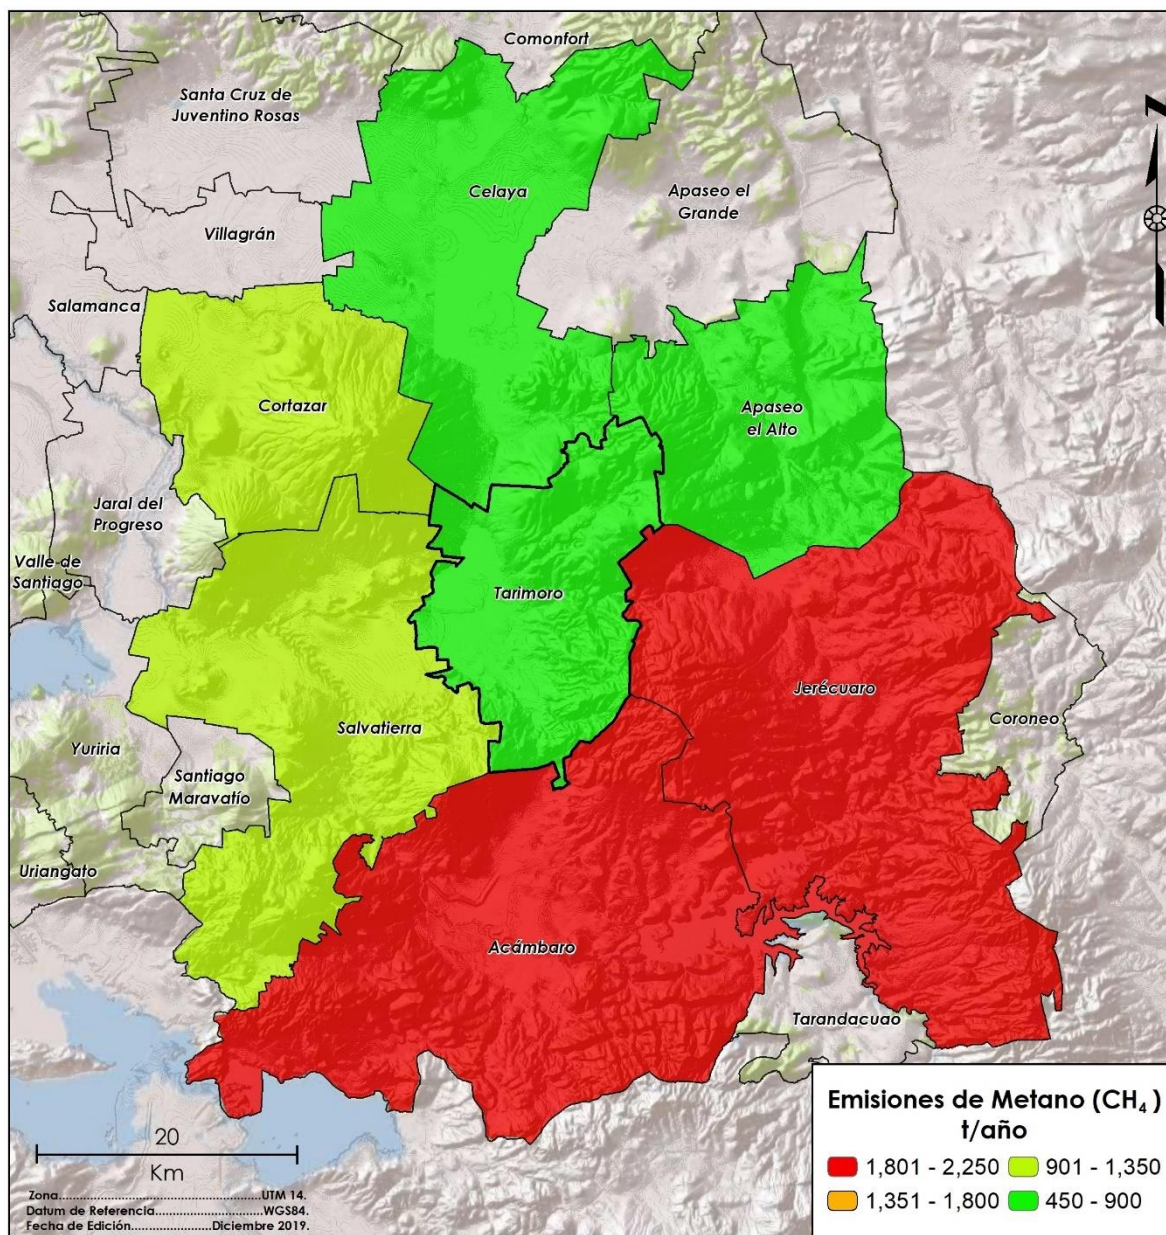 Comonfort
Santa Cruz de
Juventino Rosas
Celaya
Apaseo el
Grande
Villagrán
Salamanca
Cortazar
Apaseo
el Alto
Jaral del
Progreso
Valle de
Santiago
Tarimoro
Jerécuaro
Coroneo
Salvatierra
Yuriria
Santiago
Maravatío
Uriangato
Acámbaro
Tarandacuao
20
Km
Zona...................................................UTM 14.
Datum de Referencia...........................WGS84.
Fecha de Edición....................Diciembre 2019.
Emisiones de Metano (CH₄)
t/año
1,801 - 2,250 901 - 1,350
1,351 - 1,800 450 - 900